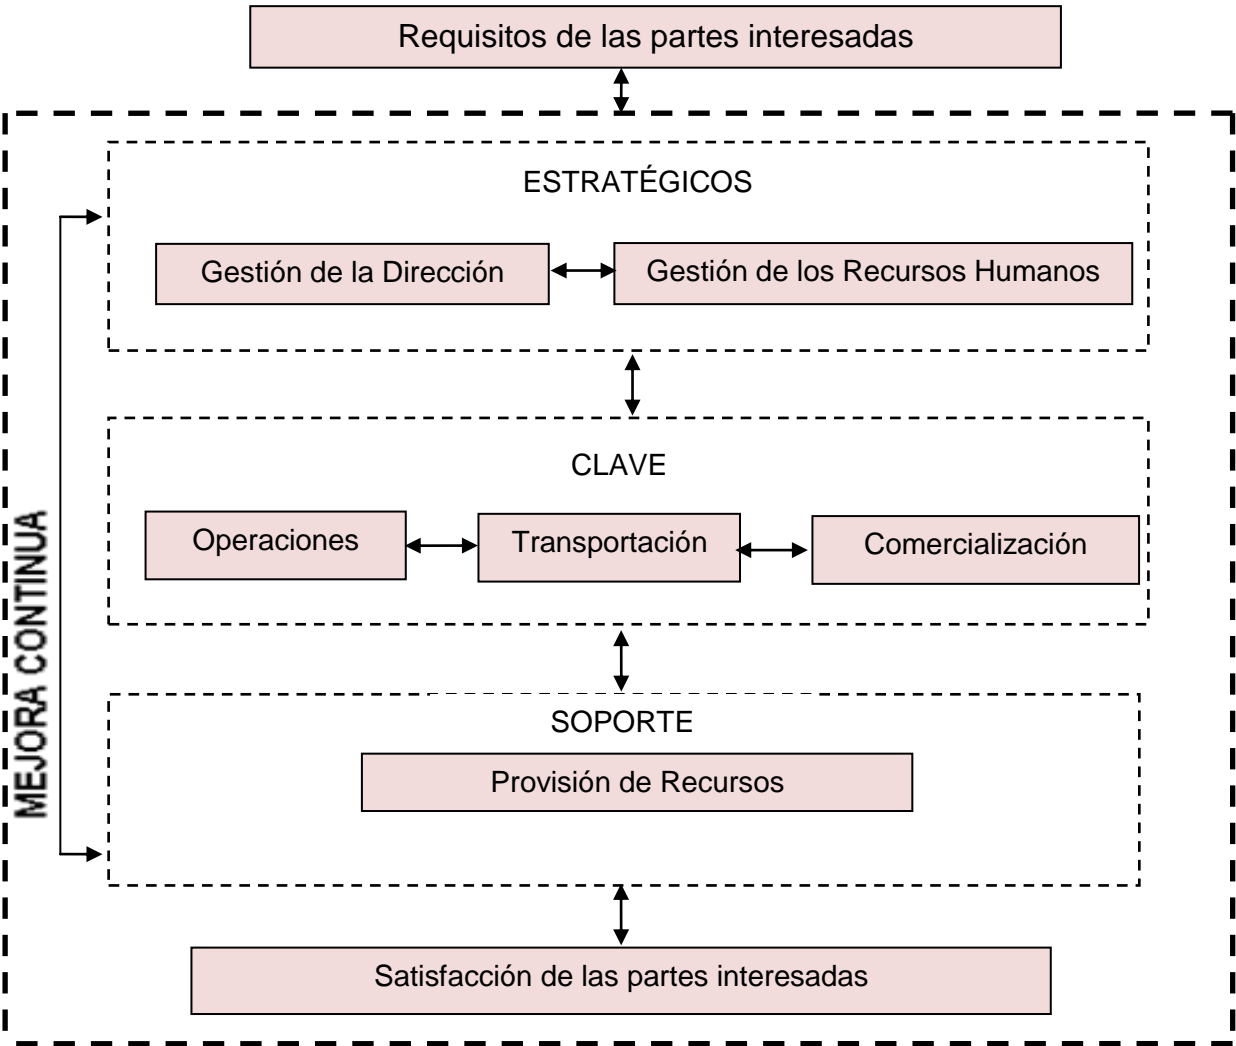 Requisitos de las partes interesadas
ESTRATÉGICOS
Gestión de la Dirección
Gestión de los Recursos Humanos
CLAVE
Operaciones
Transportación
Comercialización
MEJORA CONTINUA
SOPORTE
Provisión de Recursos
Satisfacción de las partes interesadas